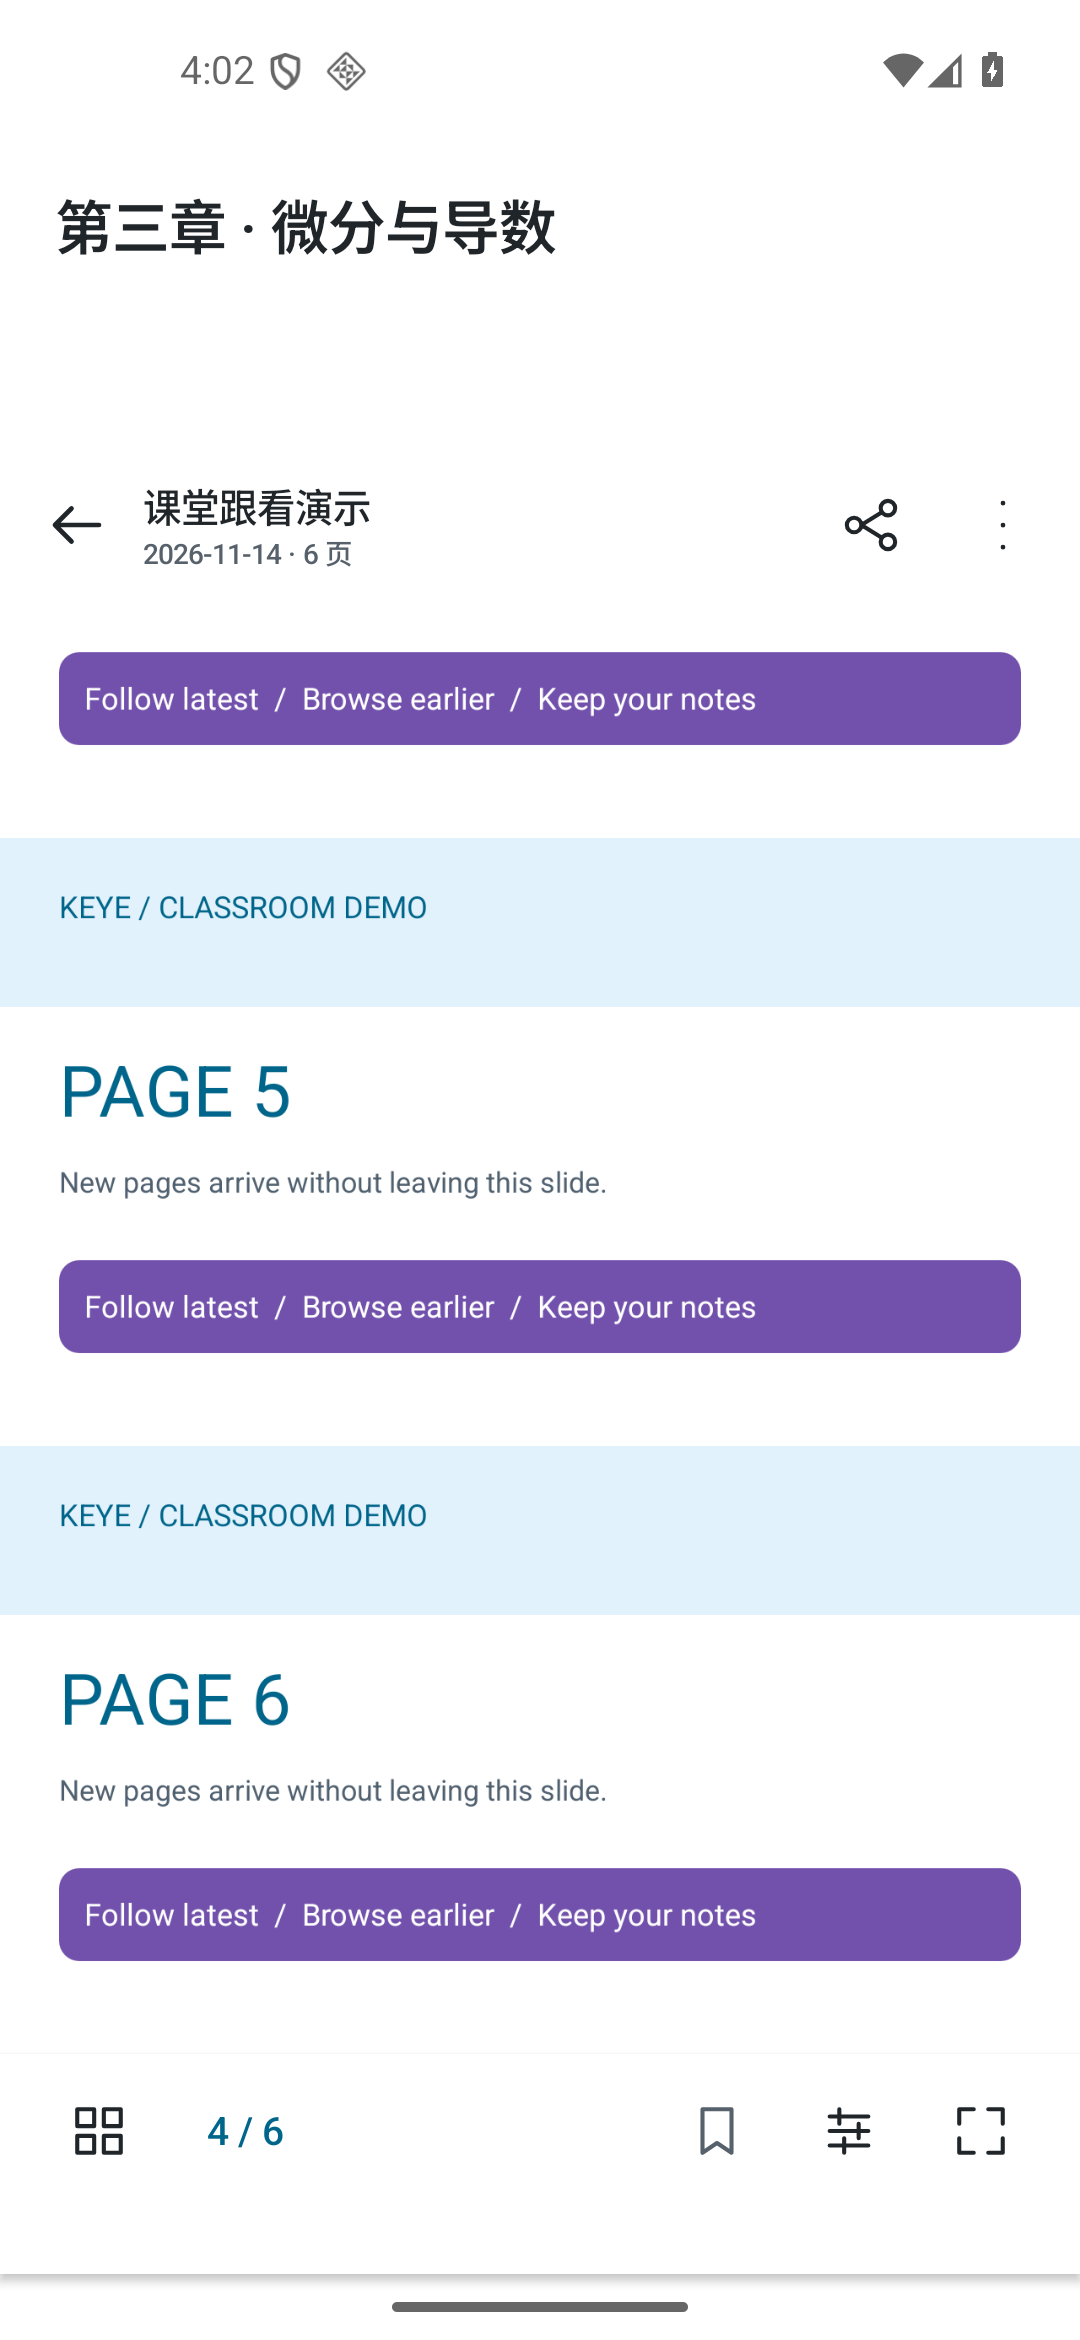 4:02
第三章 · 微分与导数
课堂跟看演示
2026-11-14 · 6 页
Follow latest / Browse earlier / Keep your notes
KEYE / CLASSROOM DEMO
PAGE 5
New pages arrive without leaving this slide.
Follow latest / Browse earlier / Keep your notes
KEYE / CLASSROOM DEMO
PAGE 6
New pages arrive without leaving this slide.
Follow latest / Browse earlier / Keep your notes
4 / 6